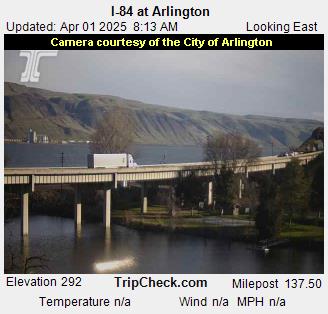 I-84 at Arlington
Updated: Apr 01 2025 8:13 AM Looking East
Camera courtesy of the City of Arlington
Elevation 292 TripCheck.com Milepost 137.50
Temperature n/a Wind n/a MPH n/a